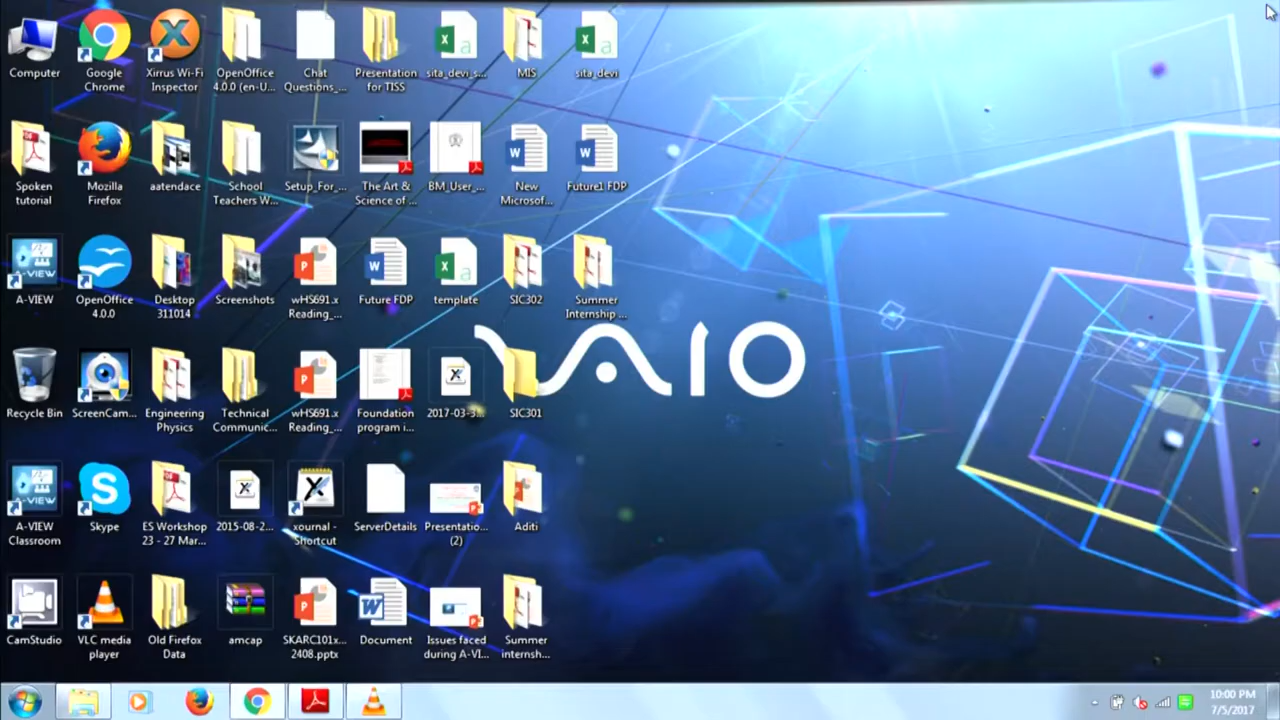 Computer
Google
Chrome
Xirrus Wi-Fi
Inspector
OpenOffice
4.0.0 (en-U...
Chat
Questions_...
Presentation
for TISS
sita_devi_s...
MIS
sita_devi
Spoken
tutorial
Mozilla
Firefox
aatendace
School
Teachers W...
Setup_For_...
The Art &
Science of ...
BM_User_...
New
Microsof...
Future1 FDP
A-VIEW
OpenOffice
4.0.0
Desktop
311014
Screenshots
wHS691.x
Reading_...
Future FDP
template
SIC302
Summer
Internship ...
VAIO
Recycle Bin
ScreenCam...
Engineering
Physics
Technical
Communic...
wHS691.x
Reading_...
Foundation
program i...
2017-03-3...
SIC301
A-VIEW
Classroom
Skype
ES Workshop
23 - 27 Mar...
2015-08-2...
xournal -
Shortcut
ServerDetails
Presentatio...
(2)
Aditi
CamStudio
VLC media
player
Old Firefox
Data
amcap
SKARC101x...
2408.pptx
Document
Issues faced
during A-VI...
Summer
internsh...
10:00 PM
7/5/2017